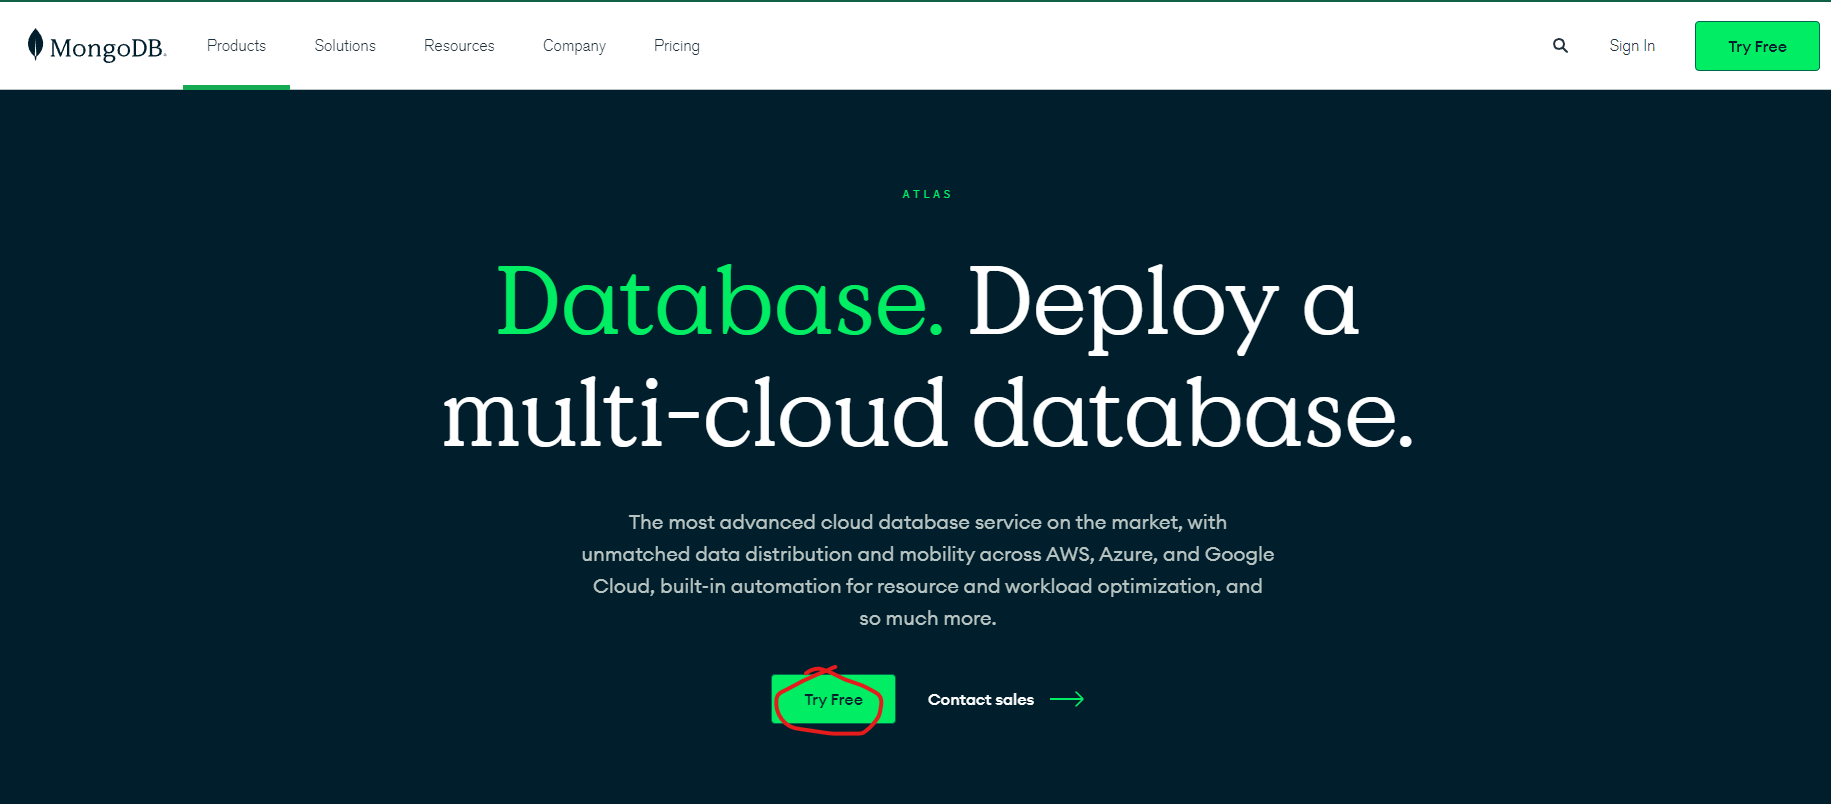 MongoDB.
Products
Solutions
Resources
Company
Pricing
Sign In
Try Free
ATLAS
Database. Deploy a
multi-cloud database.
The most advanced cloud database service on the market, with
unmatched data distribution and mobility across AWS, Azure, and Google
Cloud, built-in automation for resource and workload optimization, and
so much more.
Try Free
Contact sales